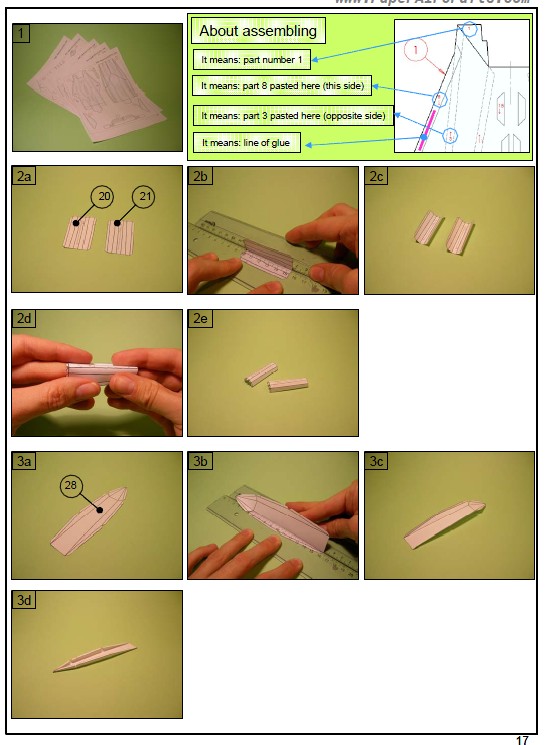 www.PaperAircrafts.com
1
About assembling
It means: part number 1
It means: part 8 pasted here (this side)
It means: part 3 pasted here (opposite side)
It means: line of glue
1
2a
20
21
2b
2c
2d
2e
3a
28
3b
3c
3d
17